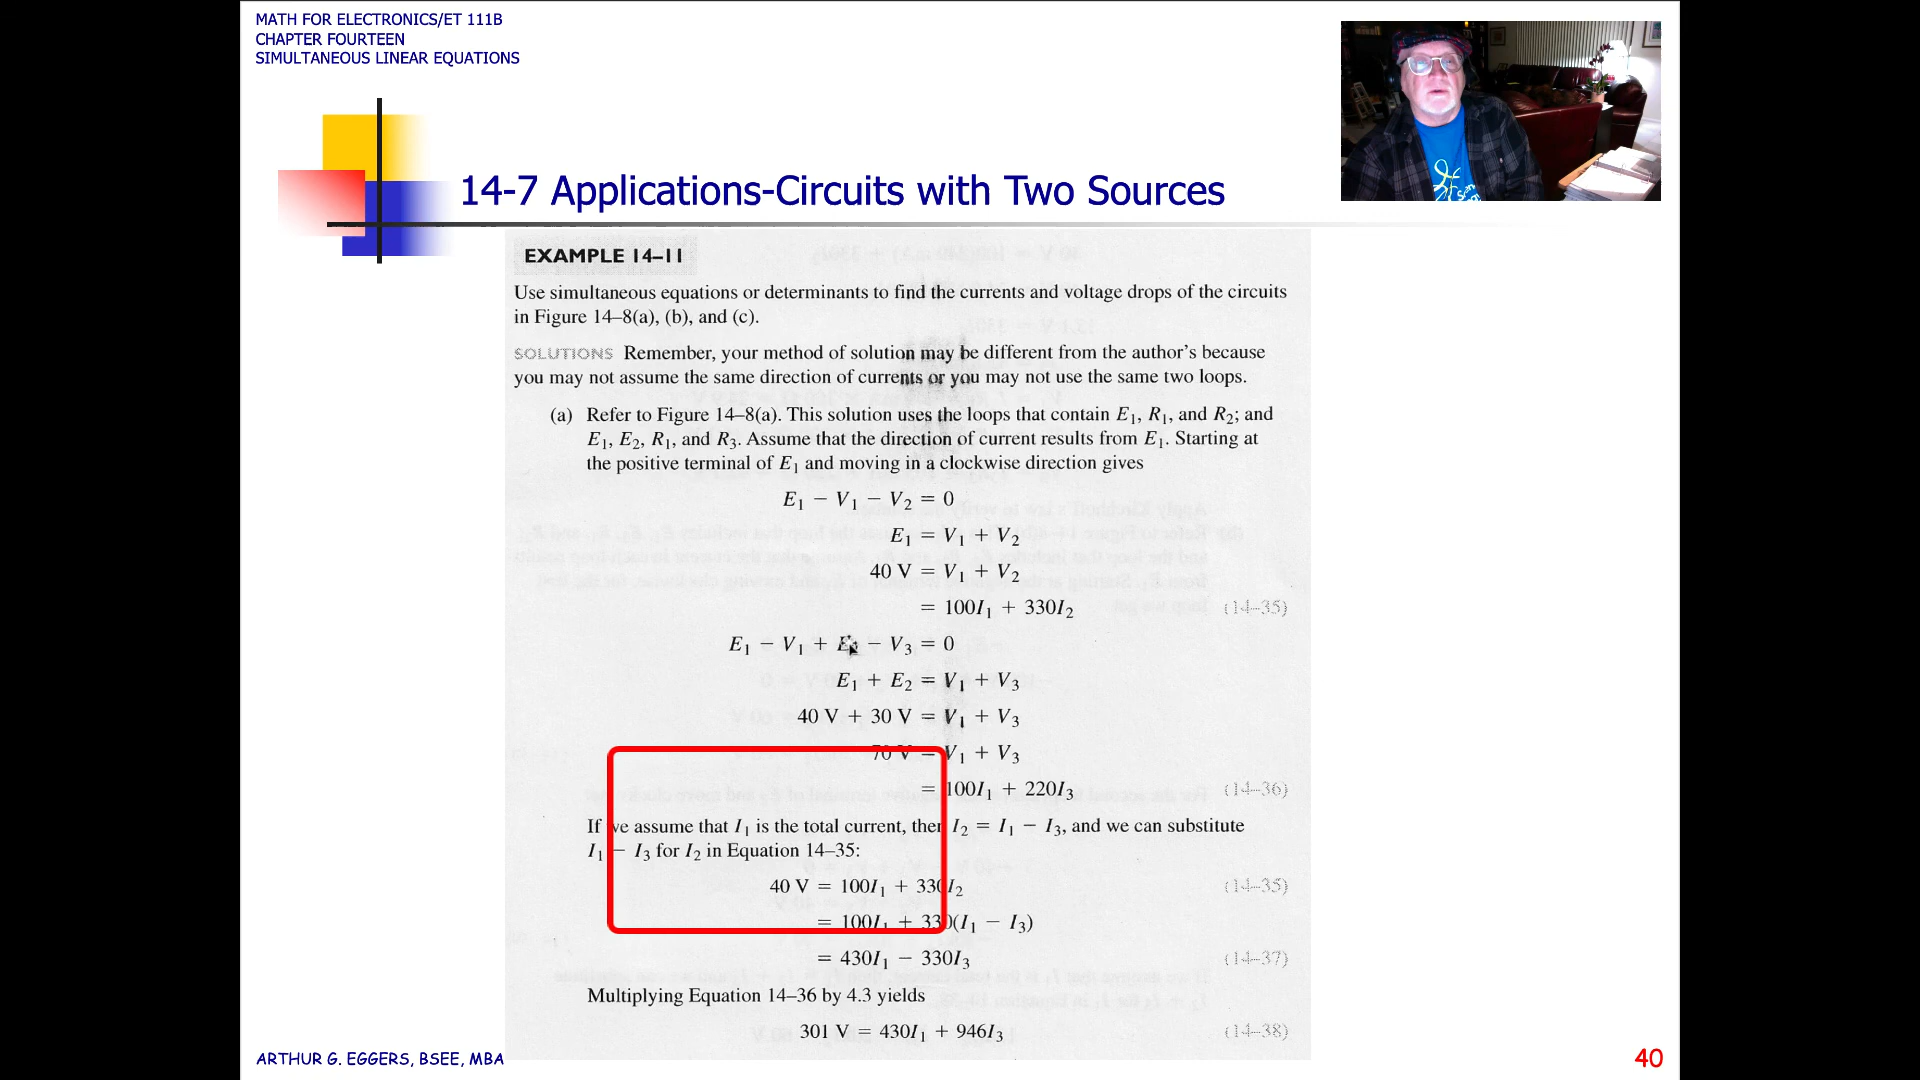 MATH FOR ELECTRONICS/ET 111B
CHAPTER FOURTEEN
SIMULTANEOUS LINEAR EQUATIONS
14-7 Applications-Circuits with Two Sources
EXAMPLE 14–11
Use simultaneous equations or determinants to find the currents and voltage drops of the circuits
in Figure 14–8(a), (b), and (c).
SOLUTIONS Remember, your method of solution may be different from the author's because
you may not assume the same direction of currents or you may not use the same two loops.
(a) Refer to Figure 14–8(a). This solution uses the loops that contain E₁, R₁, and R₂; and
E₁, E₂, R₁, and R₃. Assume that the direction of current results from E₁. Starting at
the positive terminal of E₁ and moving in a clockwise direction gives
E₁ − V₁ − V₂ = 0
E₁ = V₁ + V₂
40 V = V₁ + V₂
= 100I₁ + 330I₂ (14–35)
E₁ − V₁ + E₂ − V₃ = 0
E₁ + E₂ = V₁ + V₃
40 V + 30 V = V₁ + V₃
70 V = V₁ + V₃
= 100I₁ + 220I₃ (14–36)
If we assume that I₁ is the total current, then I₂ = I₁ − I₃, and we can substitute
I₁ − I₃ for I₂ in Equation 14–35:
40 V = 100I₁ + 330I₂ (14–35)
= 100I₁ + 330(I₁ − I₃)
= 430I₁ − 330I₃ (14–37)
Multiplying Equation 14–36 by 4.3 yields
301 V = 430I₁ + 946I₃ (14–38)
ARTHUR G. EGGERS, BSEE, MBA
40